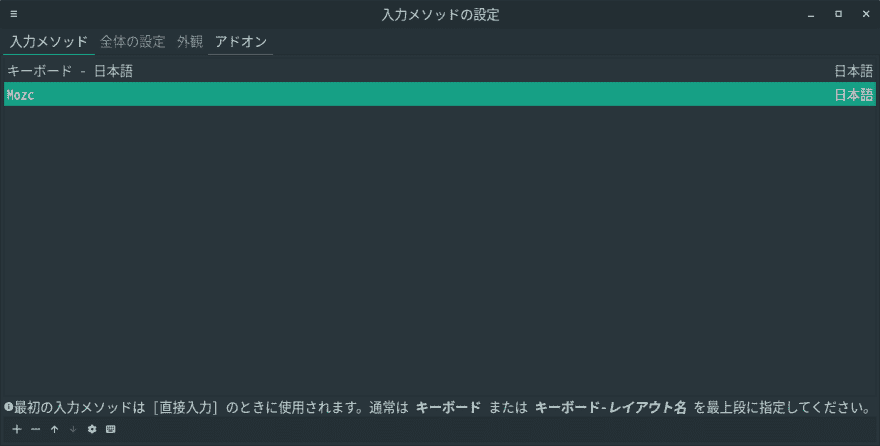 入力メソッドの設定
入力メソッド 全体の設定 外観 アドオン
キーボード - 日本語 日本語
Mozc 日本語
最初の入力メソッドは [直接入力] のときに使用されます。通常は キーボード または キーボード-レイアウト名 を最上段に指定してください。